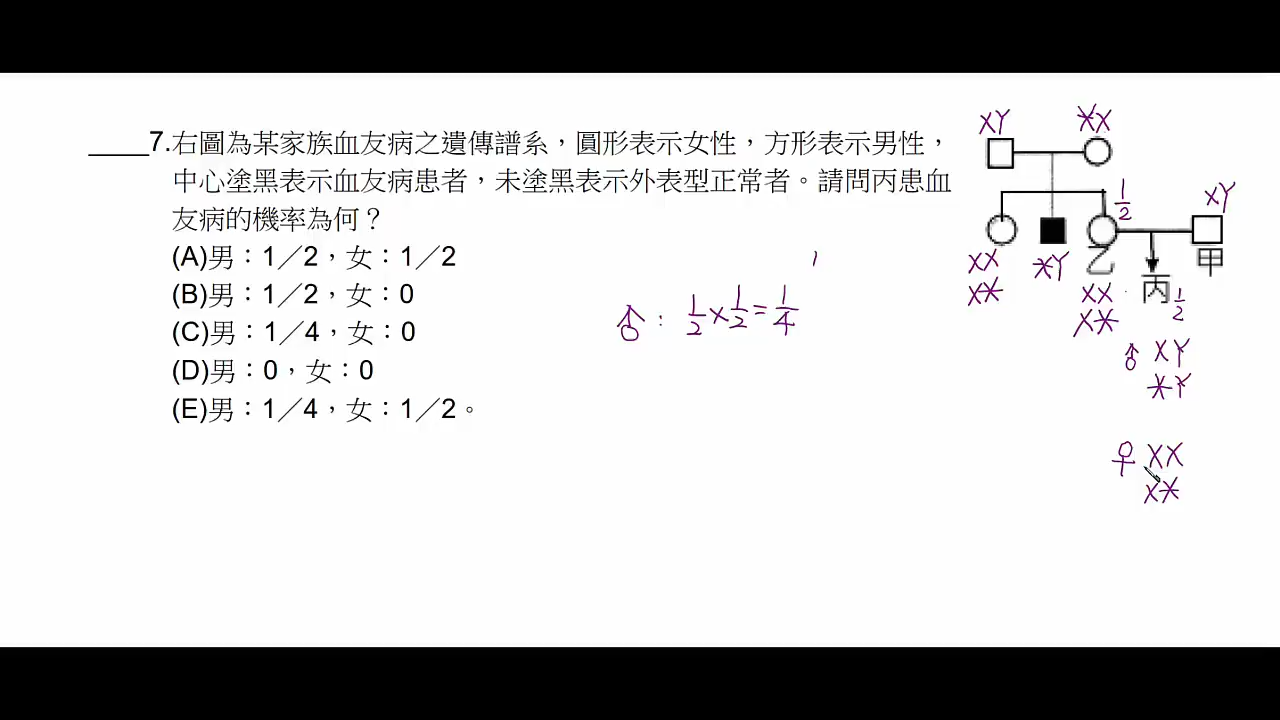 ____7.右圖為某家族血友病之遺傳譜系，圓形表示女性，方形表示男性，
中心塗黑表示血友病患者，未塗黑表示外表型正常者。請問丙患血
友病的機率為何？
(A)男：1／2，女：1／2
(B)男：1／2，女：0
(C)男：1／4，女：0
(D)男：0，女：0
(E)男：1／4，女：1／2。
♂: 1/2 × 1/2 = 1/4
XY
X X
1/2
XY
XX
XX
XY
乙
XX
XX
丙
1/2
甲
♂ XY
XY
♀ XX
XX